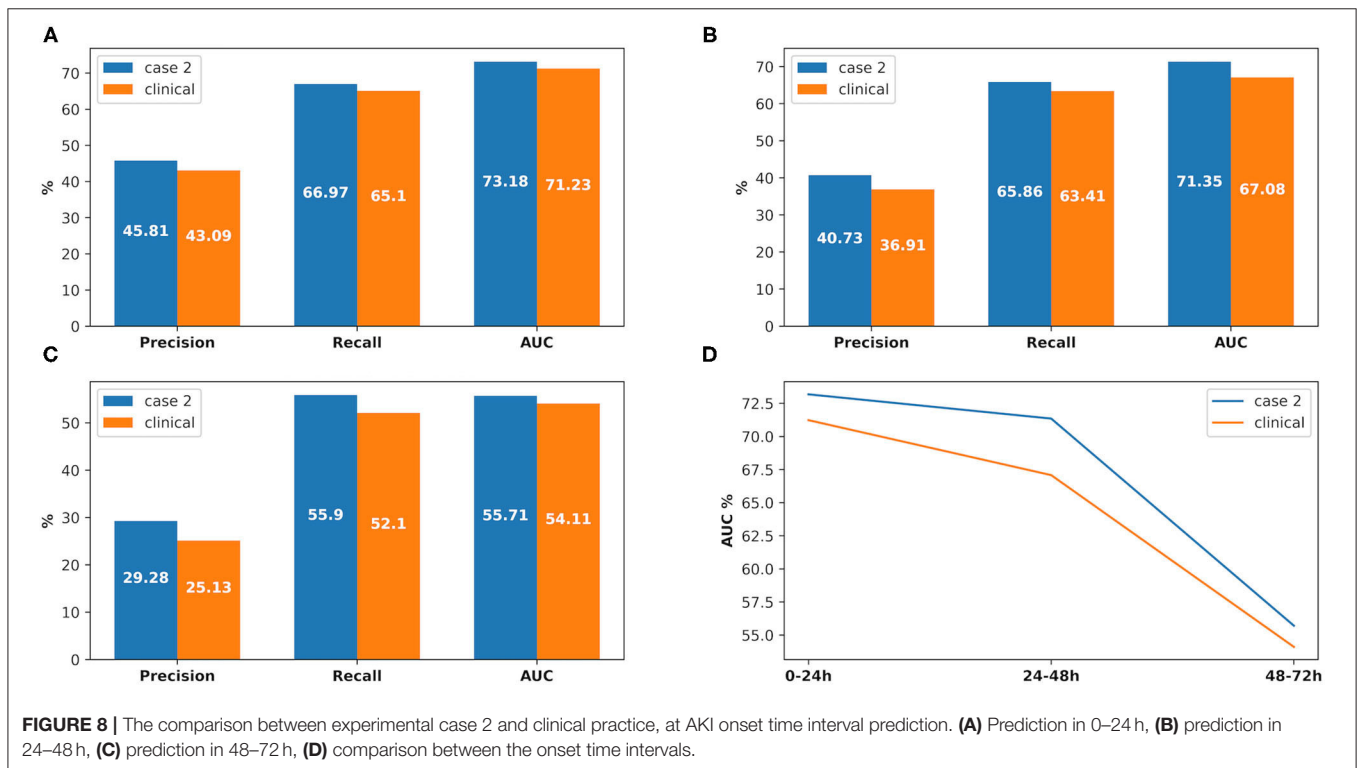 A
70
60
50
40
30
20
10
0
%
case 2
clinical
45.81
43.09
66.97
65.1
73.18
71.23
Precision
Recall
AUC
B
70
60
50
40
30
20
10
0
%
case 2
clinical
40.73
36.91
65.86
63.41
71.35
67.08
Precision
Recall
AUC
C
50
40
30
20
10
0
%
case 2
clinical
29.28
25.13
55.9
52.1
55.71
54.11
Precision
Recall
AUC
D
72.5
70.0
67.5
65.0
62.5
60.0
57.5
55.0
AUC %
case 2
clinical
0-24h
24-48h
48-72h
FIGURE 8 | The comparison between experimental case 2 and clinical practice, at AKI onset time interval prediction. (A) Prediction in 0–24 h, (B) prediction in
24–48 h, (C) prediction in 48–72 h, (D) comparison between the onset time intervals.